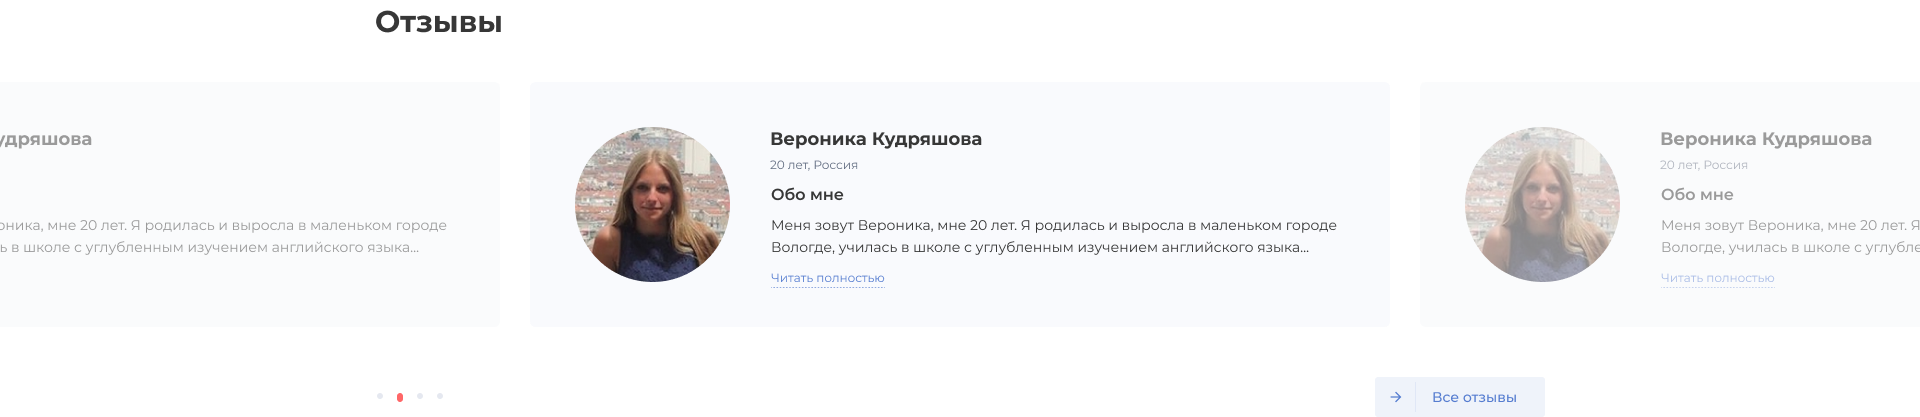 Отзывы
удряшова
оника, мне 20 лет. Я родилась и выросла в маленьком городе
ь в школе с углубленным изучением английского языка...
Вероника Кудряшова
20 лет, Россия
Обо мне
Меня зовут Вероника, мне 20 лет. Я родилась и выросла в маленьком городе
Вологде, училась в школе с углубленным изучением английского языка...
Читать полностью
Вероника Кудряшова
20 лет, Россия
Обо мне
Меня зовут Вероника, мне 20 лет. Я
Вологде, училась в школе с углубле
Читать полностью
Все отзывы